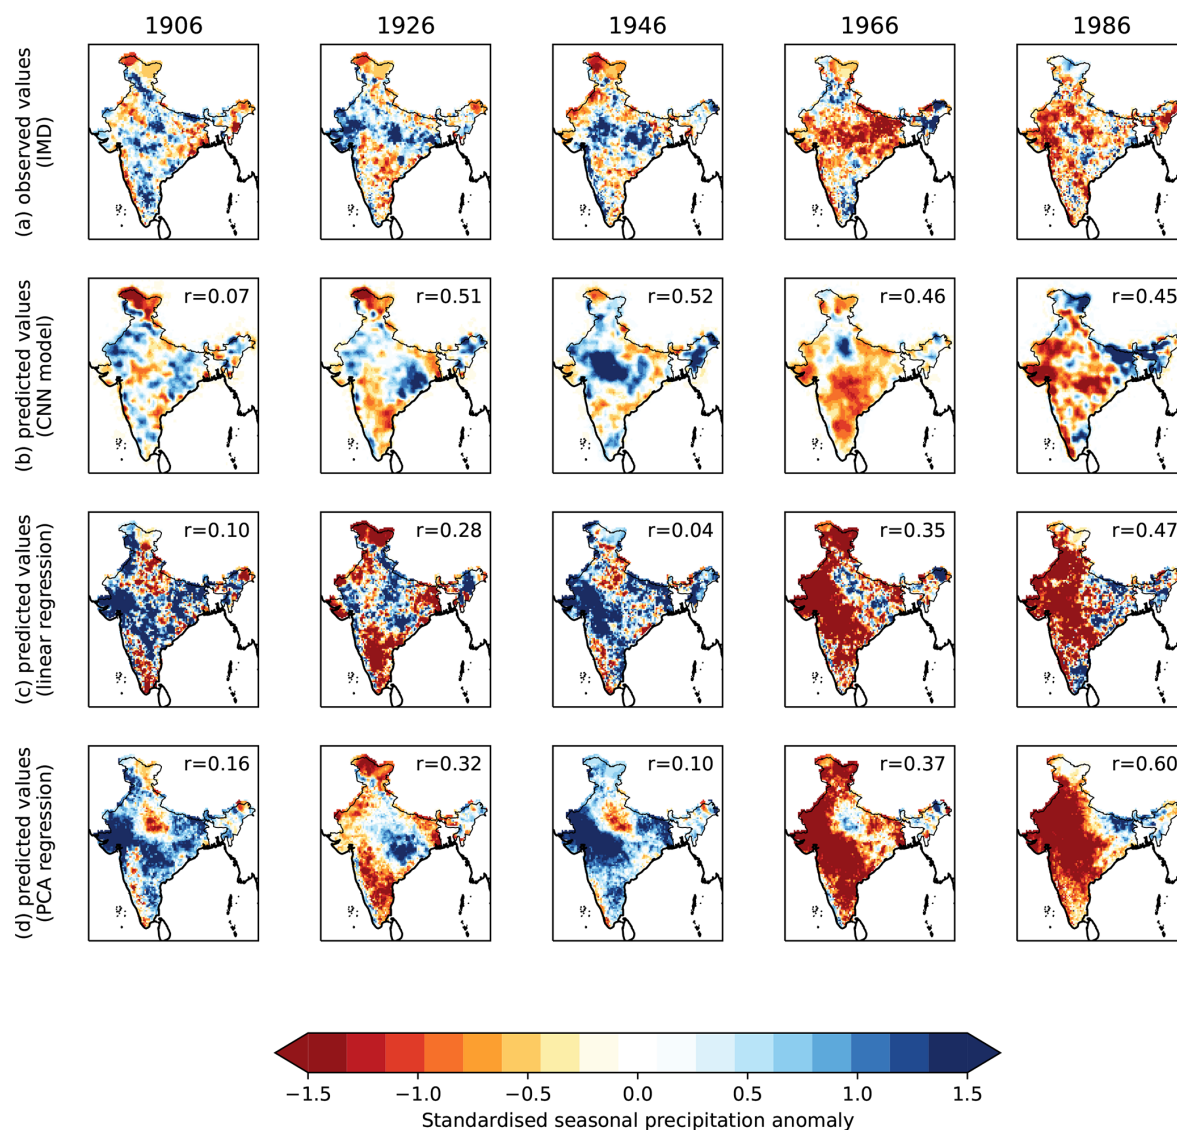 1906 1926 1946 1966 1986
(a) observed values
(IMD)
(b) predicted values
(CNN model)
r=0.07 r=0.51 r=0.52 r=0.46 r=0.45
(c) predicted values
(linear regression)
r=0.10 r=0.28 r=0.04 r=0.35 r=0.47
(d) predicted values
(PCA regression)
r=0.16 r=0.32 r=0.10 r=0.37 r=0.60
−1.5 −1.0 −0.5 0.0 0.5 1.0 1.5
Standardised seasonal precipitation anomaly